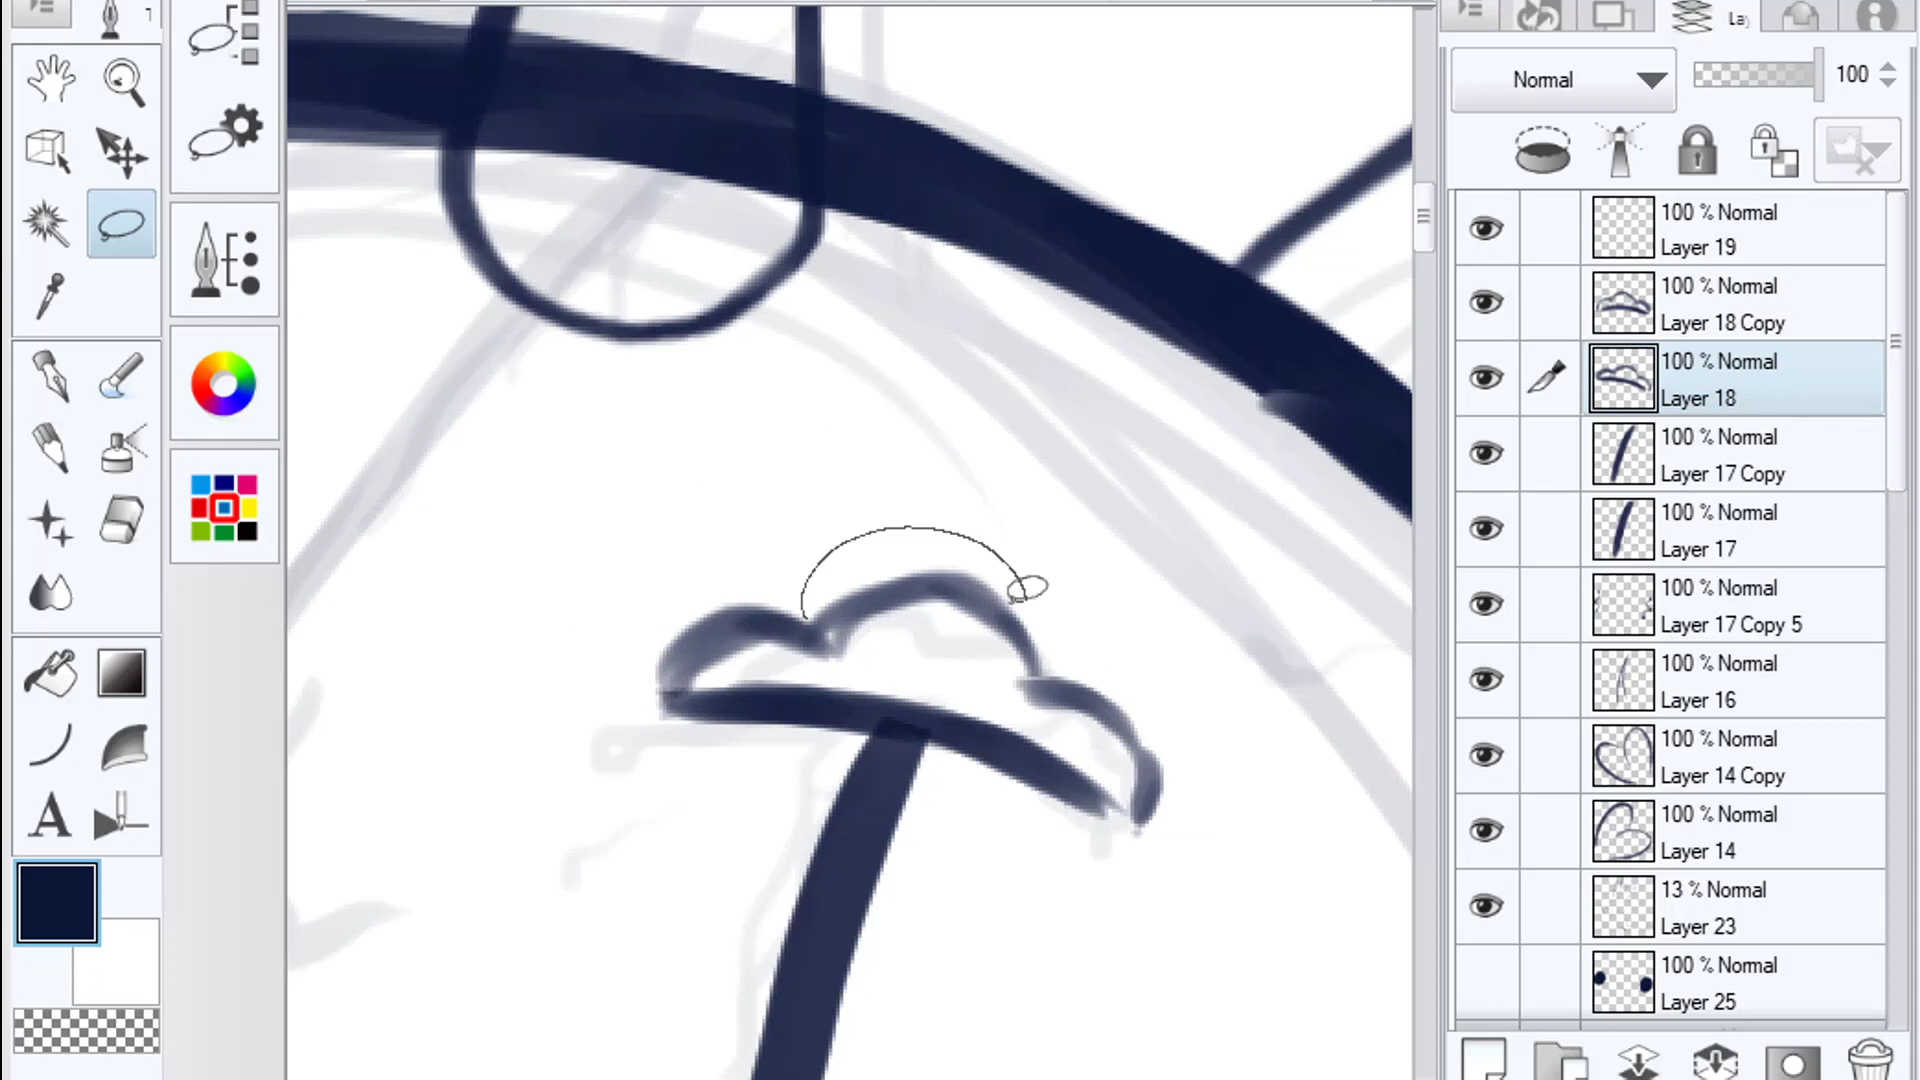 La
Normal
100
100 % Normal
Layer 19
100 % Normal
Layer 18 Copy
100 % Normal
Layer 18
100 % Normal
Layer 17 Copy
100 % Normal
Layer 17
100 % Normal
Layer 17 Copy 5
100 % Normal
Layer 16
100 % Normal
Layer 14 Copy
100 % Normal
Layer 14
13 % Normal
Layer 23
100 % Normal
Layer 25
A